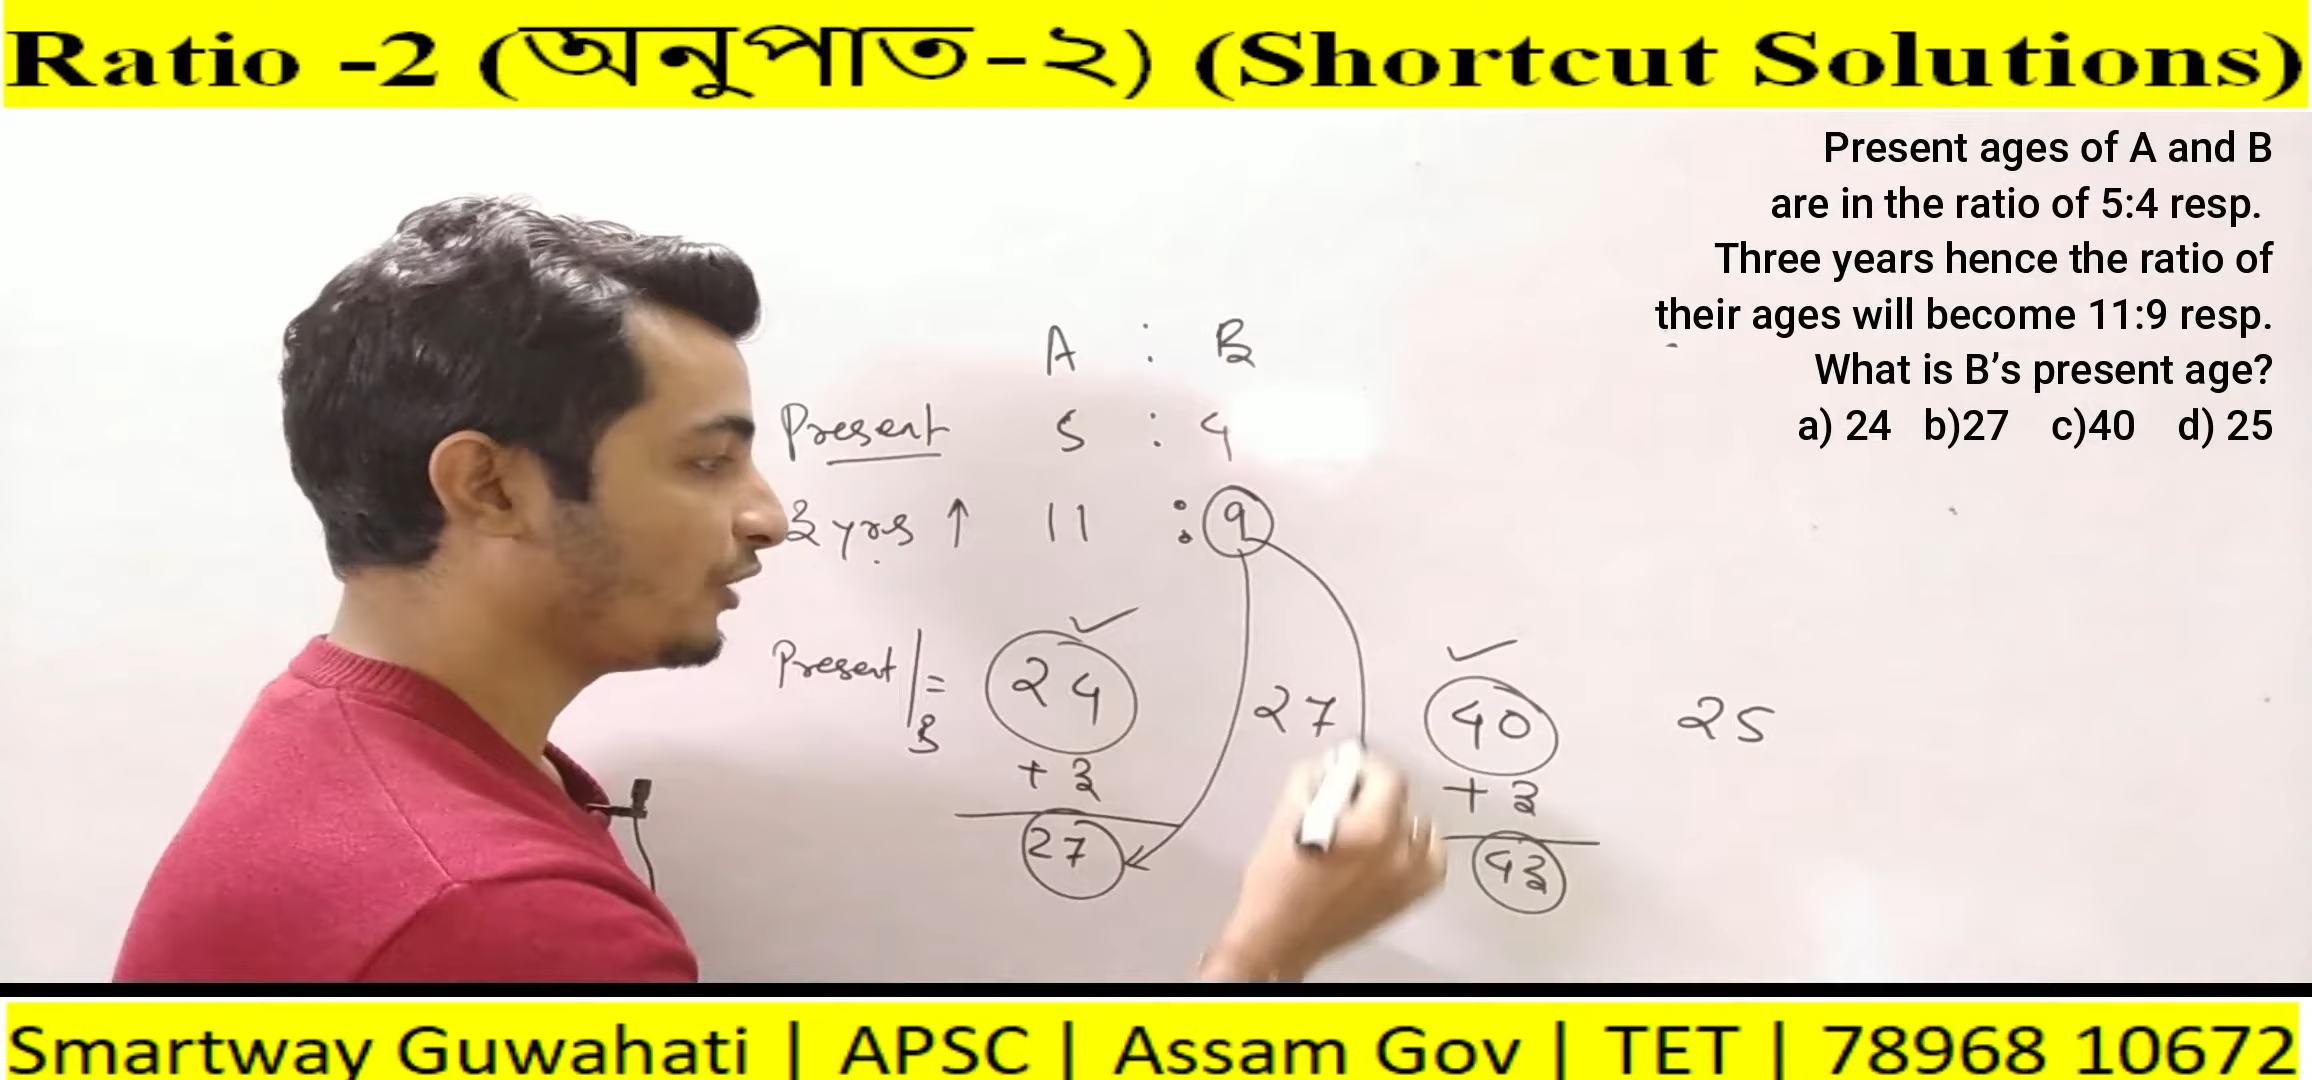 Ratio -2 (অনুপাত-২) (Shortcut Solutions)
Present ages of A and B
are in the ratio of 5:4 resp.
Three years hence the ratio of
their ages will become 11:9 resp.
What is B’s present age?
a) 24 b)27 c)40 d) 25
A : B
Present 5 : 4
3 yrs ↑ 11 : 9
Present | = 24 27 40 25
B
+ 3 + 3
27 43
Smartway Guwahati | APSC | Assam Gov | TET | 78968 10672